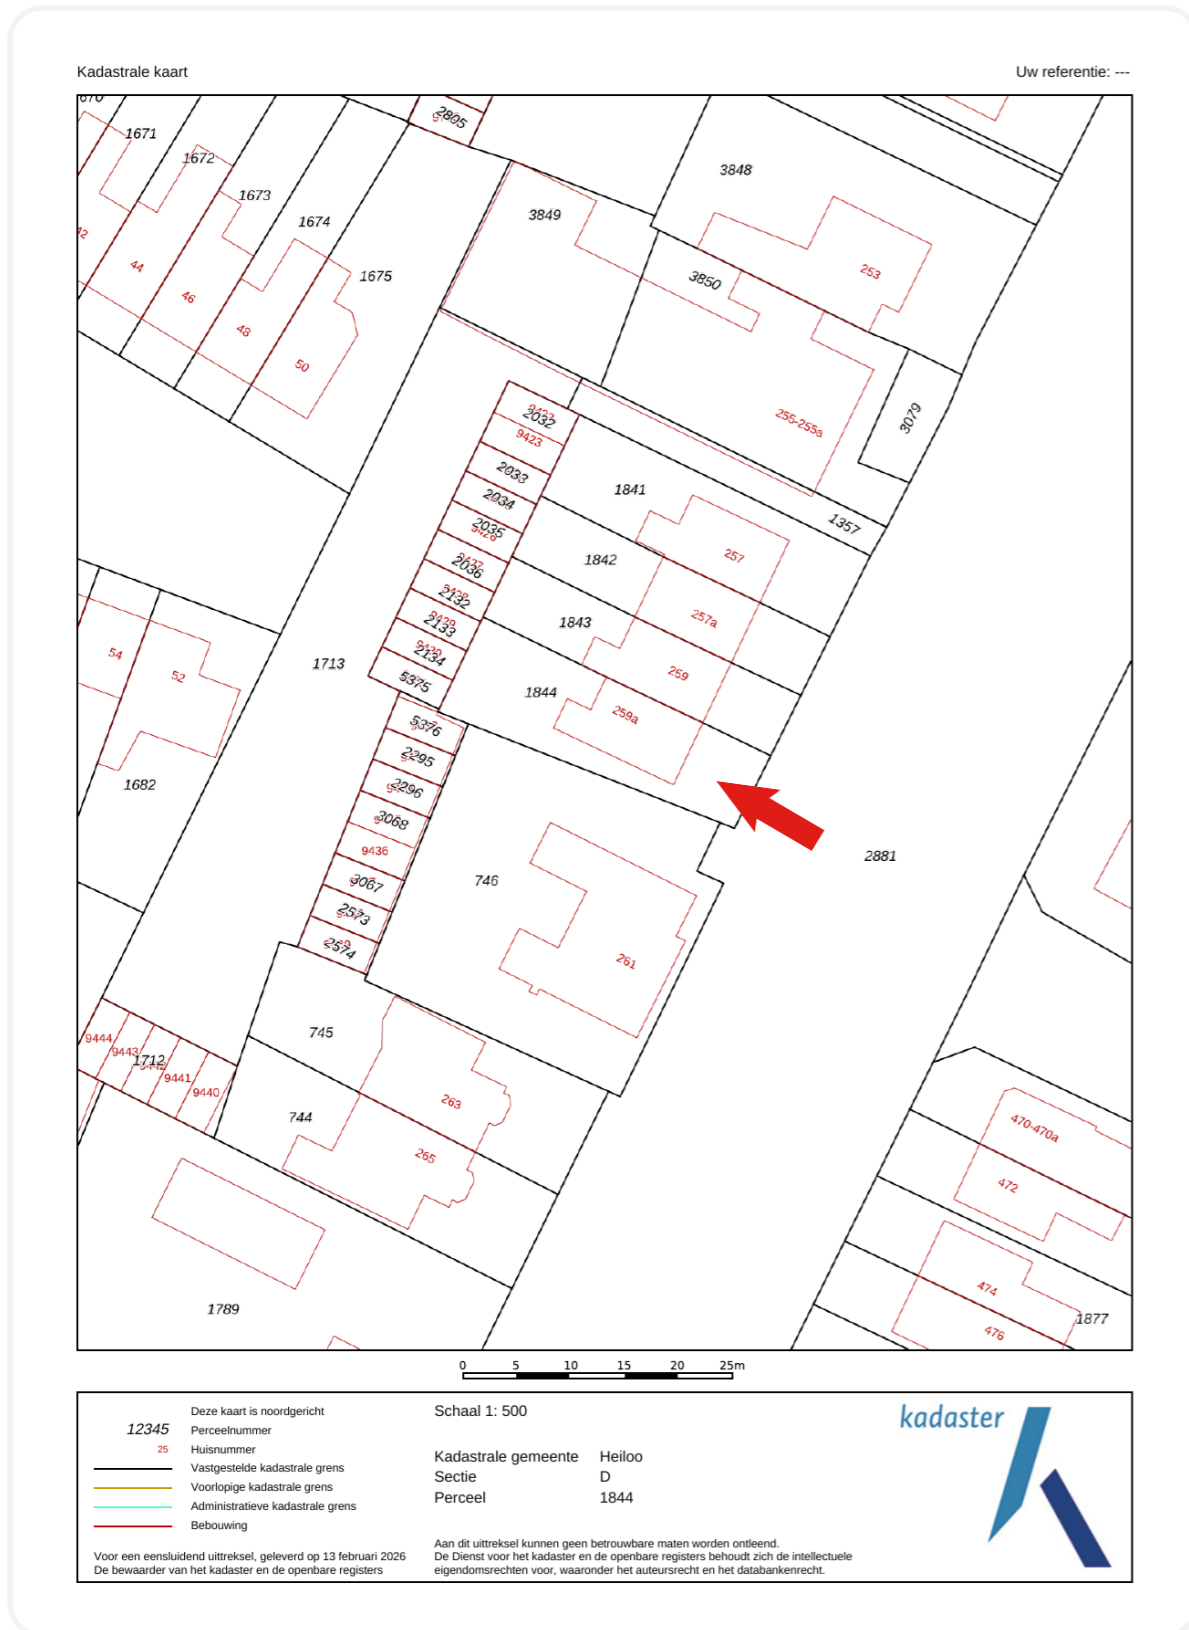 Kadastrale kaart
Uw referentie: ---
2805
1671
1672
3848
1673
3849
1674
253
42
44
1675
3850
46
48
50
255-255a
3079
2032
9423
2033
1841
2034
1357
2035
257
1842
2036
2132
257a
1843
2133
54
2134
1713
52
259
5375
1844
259a
5376
2295
1682
2296
3068
9436
2881
746
3067
2573
261
2574
745
9444
9443
1712
9441
9440
263
744
470-470a
265
472
474
1789
1877
476
0 5 10 15 20 25m
Deze kaart is noordgericht
12345 Perceelnummer
25 Huisnummer
Vastgestelde kadastrale grens
Voorlopige kadastrale grens
Administratieve kadastrale grens
Bebouwing
Voor een eensluidend uittreksel, geleverd op 13 februari 2026
De bewaarder van het kadaster en de openbare registers
Schaal 1: 500
Kadastrale gemeente Heiloo
Sectie D
Perceel 1844
Aan dit uittreksel kunnen geen betrouwbare maten worden ontleend.
De Dienst voor het kadaster en de openbare registers behoudt zich de intellectuele
eigendomsrechten voor, waaronder het auteursrecht en het databankenrecht.
kadaster